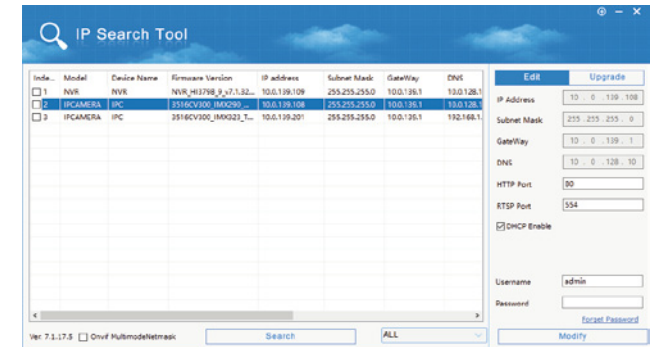 IP Search Tool
Inde... Model Device Name Firmware Version IP address Subnet Mask GateWay DNS
1 NVR NVR NVR_HI3798_9_v7.1.32... 10.0.139.109 255.255.255.0 10.0.139.1 10.0.128.1
2 IPCAMERA IPC 3516CV300_IMX290_... 10.0.139.108 255.255.255.0 10.0.139.1 10.0.128.1
3 IPCAMERA IPC 3516CV300_IMX323_T... 10.0.139.201 255.255.255.0 10.0.139.1 192.168.1.
Edit Upgrade
IP Address 10 . 0 . 139 . 108
Subnet Mask 255 . 255 . 255 . 0
GateWay 10 . 0 . 139 . 1
DNS 10 . 0 . 128 . 10
HTTP Port 80
RTSP Port 554
DHCP Enable
Username admin
Password
Forget Password
Ver: 7.1.17.5 Onvif MultimodeNetmask Search ALL Modify